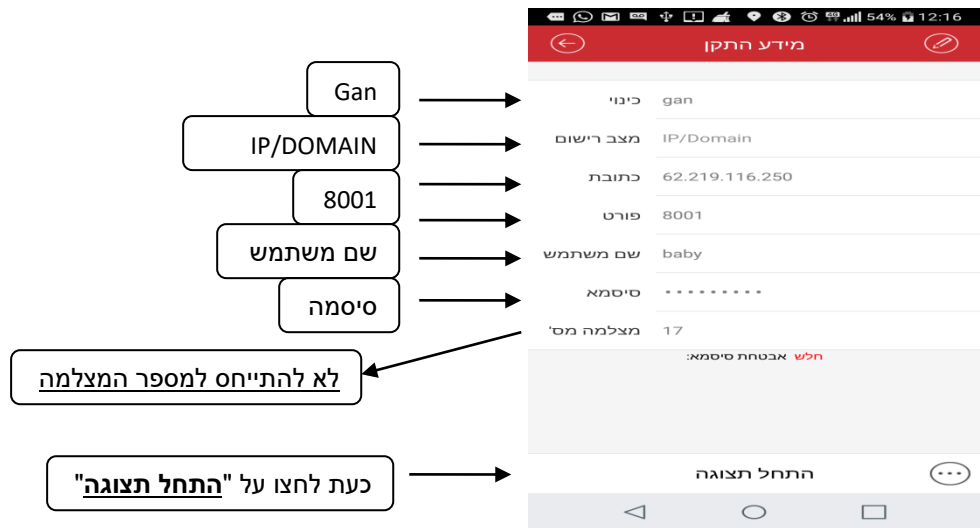 54% 12:16
מידע התקן
Gan
כינוי gan
IP/DOMAIN
מצב רישום IP/Domain
כתובת 62.219.116.250
8001
פורט 8001
שם משתמש
שם משתמש baby
סיסמה
סיסמא •••••••••
מצלמה מס' 17
לא להתייחס למספר המצלמה
אבטחת סיסמא: חלש
כעת לחצו על "התחל תצוגה"
התחל תצוגה